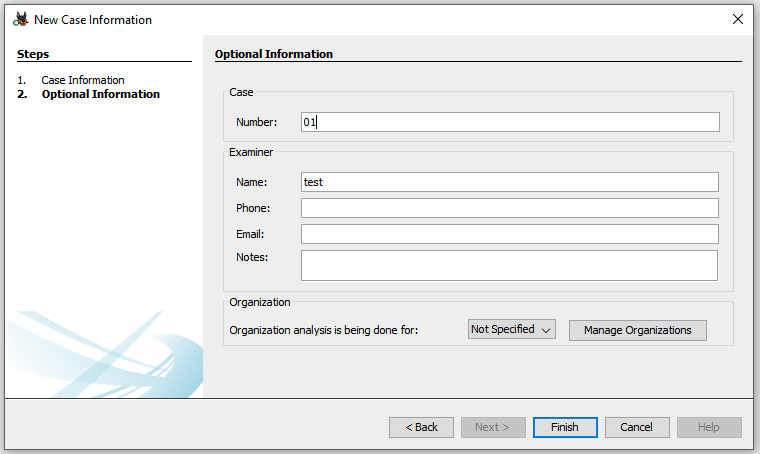 New Case Information
Steps
1. Case Information
2. Optional Information
Optional Information
Case
Number: 01
Examiner
Name: test
Phone:
Email:
Notes:
Organization
Organization analysis is being done for: Not Specified Manage Organizations
< Back Next > Finish Cancel Help